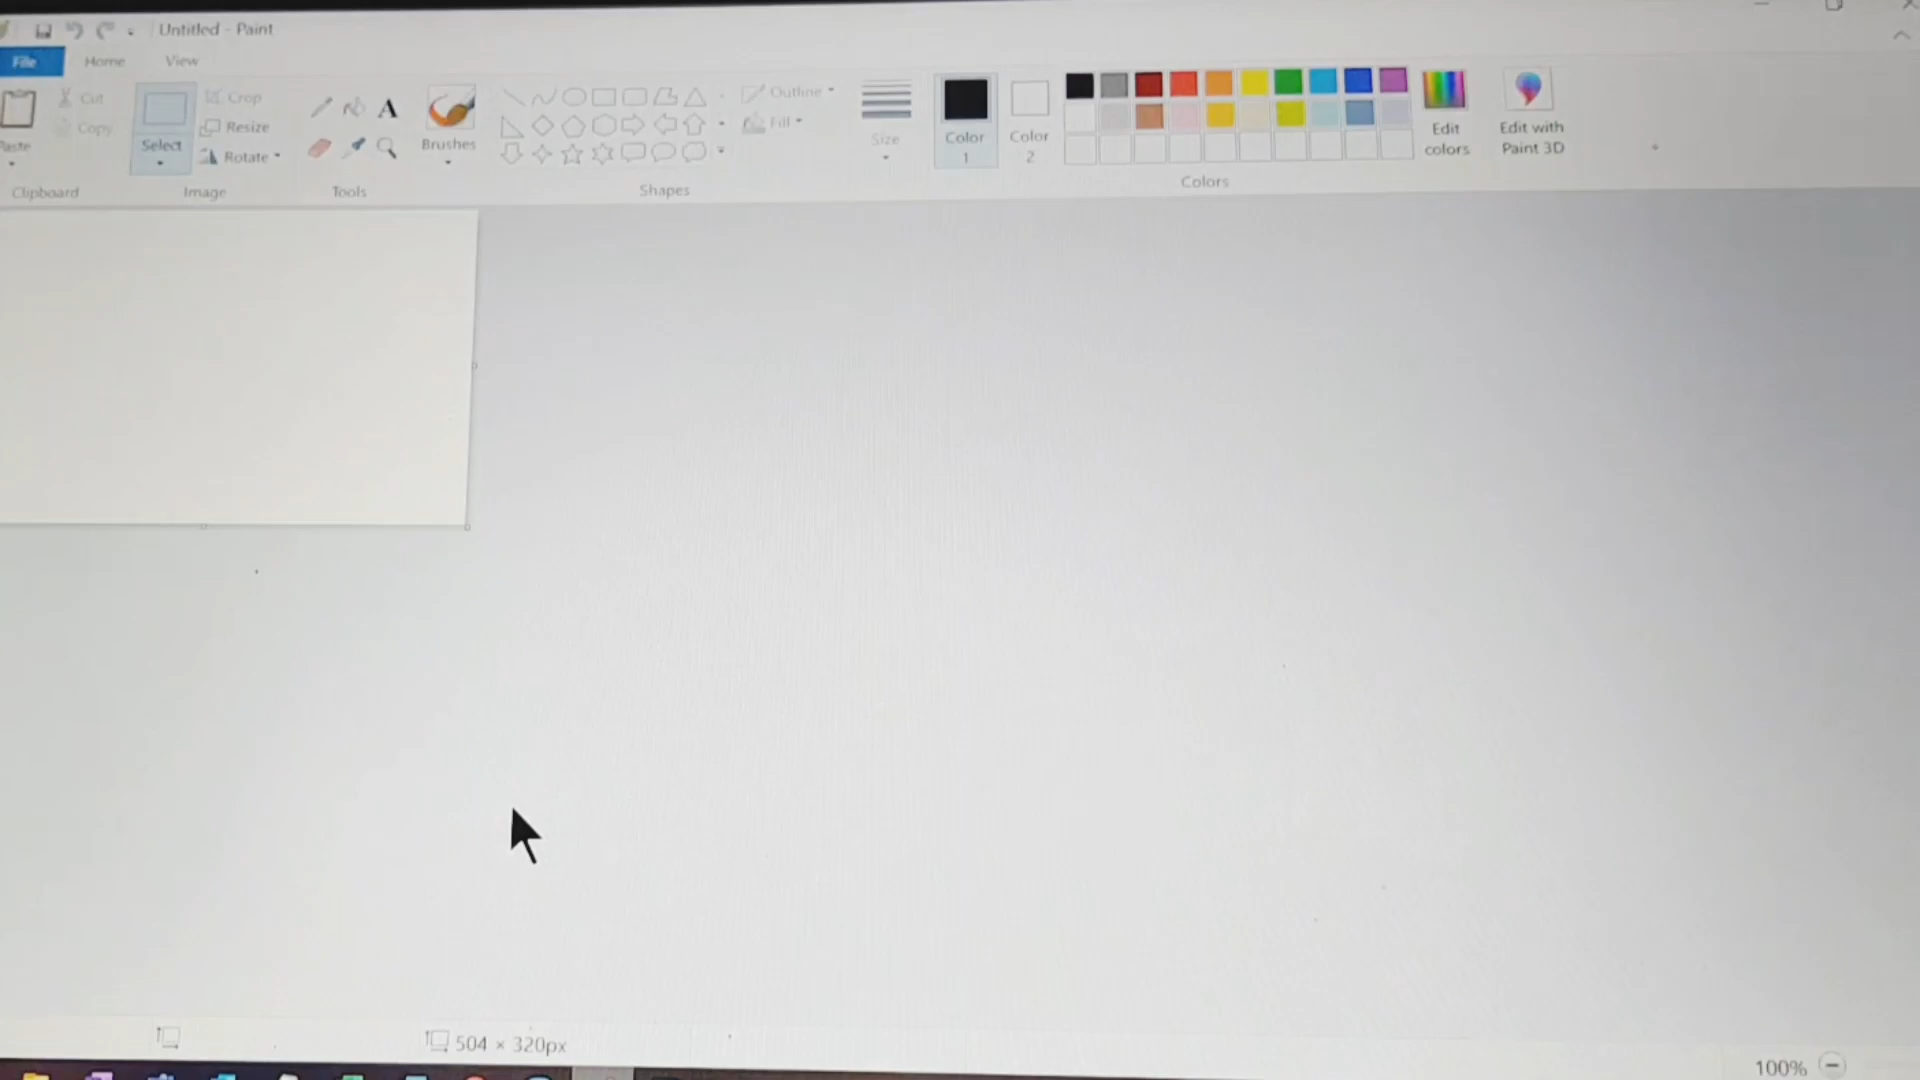 Untitled - Paint
File Home View
Cut
Copy
Paste
Clipboard
Select
Crop
Resize
Rotate
Image
A
Tools
Brushes
Shapes
Outline
Fill
Size
Color
1
Color
2
Colors
Edit
colors
Edit with
Paint 3D
504 × 320px
100%